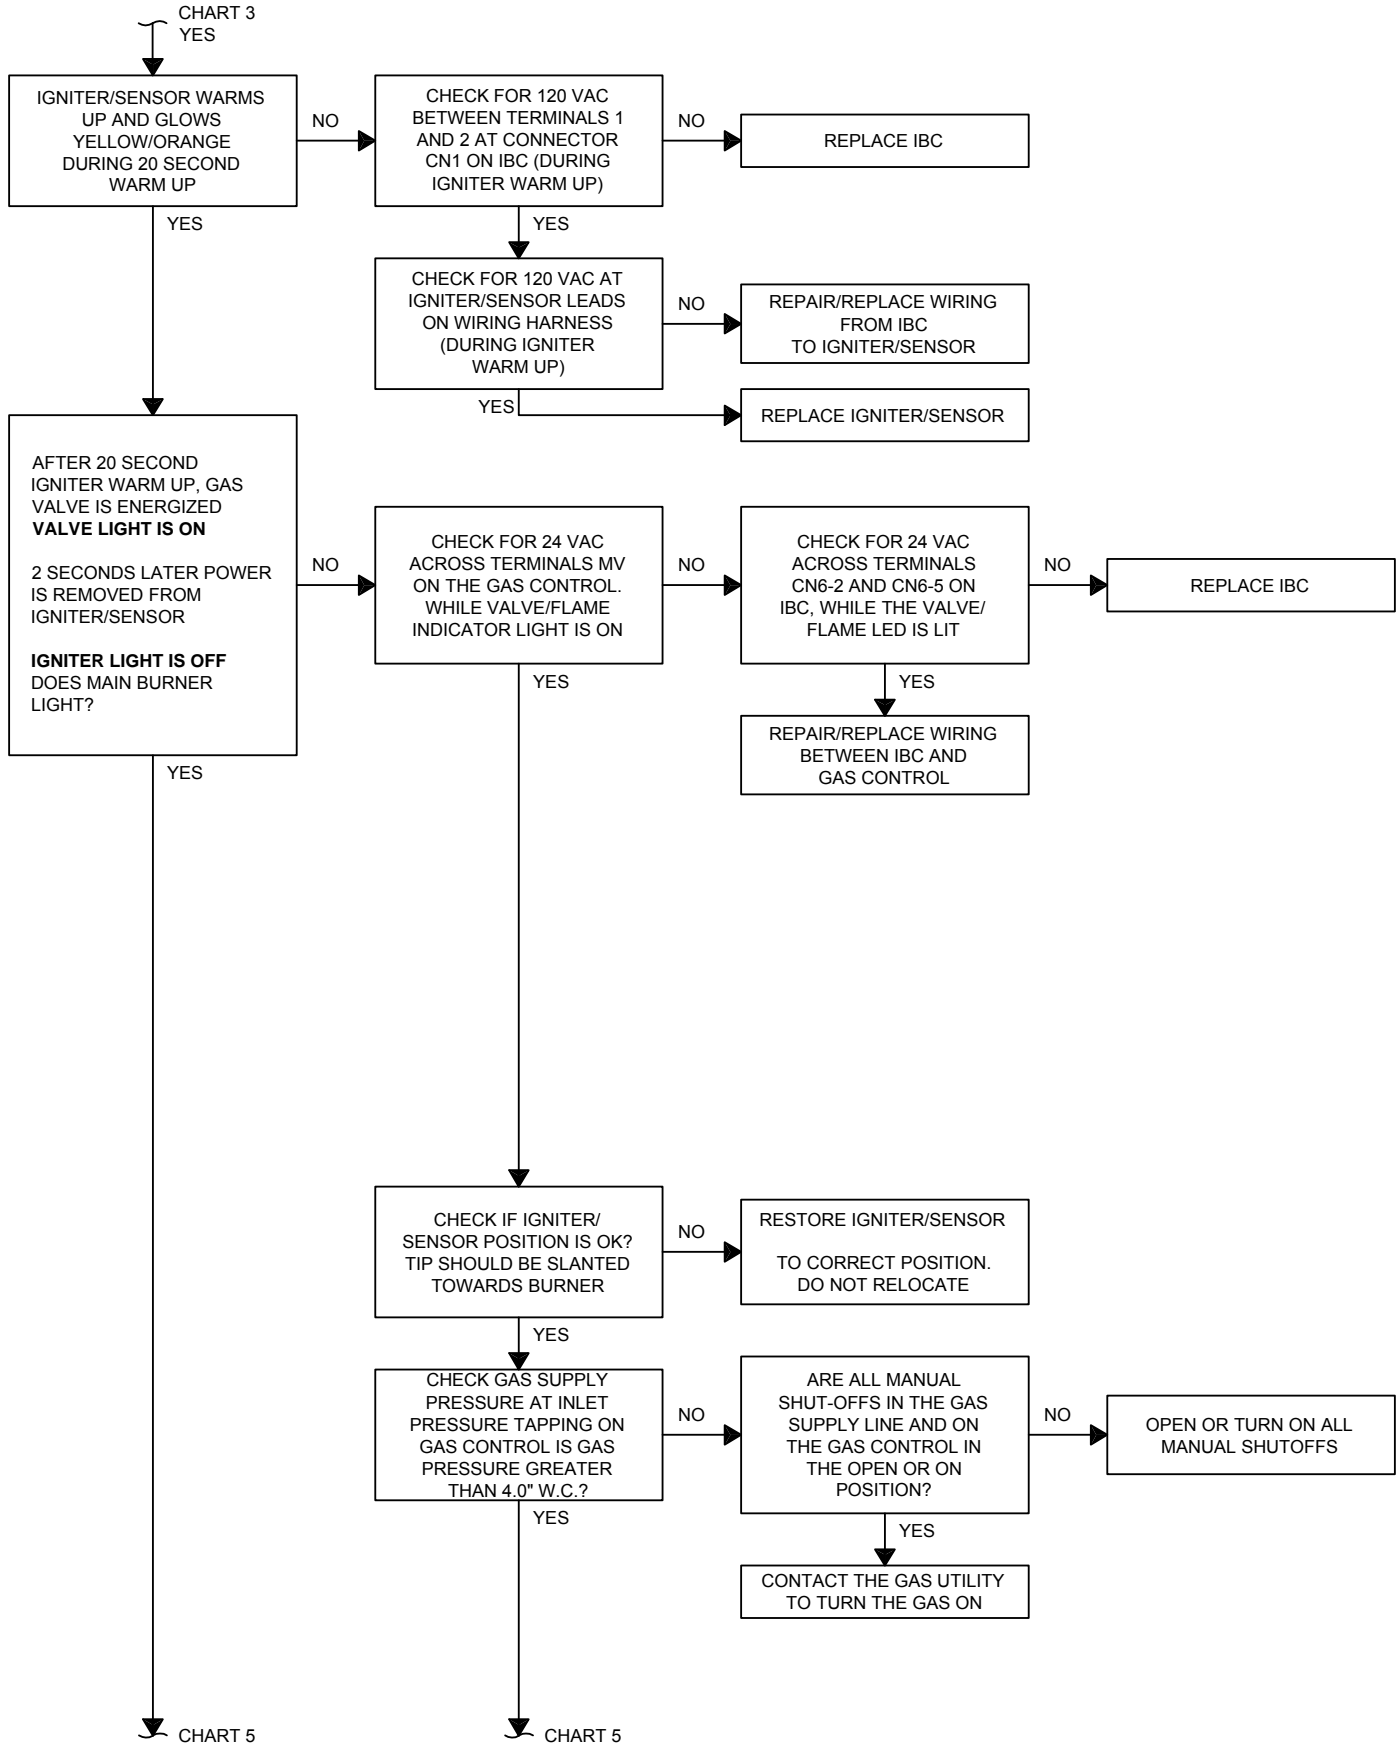 CHART 3
YES
IGNITER/SENSOR WARMS
UP AND GLOWS
YELLOW/ORANGE
DURING 20 SECOND
WARM UP
NO
CHECK FOR 120 VAC
BETWEEN TERMINALS 1
AND 2 AT CONNECTOR
CN1 ON IBC (DURING
IGNITER WARM UP)
NO
REPLACE IBC
YES
YES
CHECK FOR 120 VAC AT
IGNITER/SENSOR LEADS
ON WIRING HARNESS
(DURING IGNITER
WARM UP)
NO
REPAIR/REPLACE WIRING
FROM IBC
TO IGNITER/SENSOR
YES
REPLACE IGNITER/SENSOR
AFTER 20 SECOND
IGNITER WARM UP, GAS
VALVE IS ENERGIZED
VALVE LIGHT IS ON
2 SECONDS LATER POWER
IS REMOVED FROM
IGNITER/SENSOR
IGNITER LIGHT IS OFF
DOES MAIN BURNER
LIGHT?
NO
CHECK FOR 24 VAC
ACROSS TERMINALS MV
ON THE GAS CONTROL.
WHILE VALVE/FLAME
INDICATOR LIGHT IS ON
NO
CHECK FOR 24 VAC
ACROSS TERMINALS
CN6-2 AND CN6-5 ON
IBC, WHILE THE VALVE/
FLAME LED IS LIT
NO
REPLACE IBC
YES
YES
REPAIR/REPLACE WIRING
BETWEEN IBC AND
GAS CONTROL
YES
CHECK IF IGNITER/
SENSOR POSITION IS OK?
TIP SHOULD BE SLANTED
TOWARDS BURNER
NO
RESTORE IGNITER/SENSOR
TO CORRECT POSITION.
DO NOT RELOCATE
YES
CHECK GAS SUPPLY
PRESSURE AT INLET
PRESSURE TAPPING ON
GAS CONTROL IS GAS
PRESSURE GREATER
THAN 4.0" W.C.?
NO
ARE ALL MANUAL
SHUT-OFFS IN THE GAS
SUPPLY LINE AND ON
THE GAS CONTROL IN
THE OPEN OR ON
POSITION?
NO
OPEN OR TURN ON ALL
MANUAL SHUTOFFS
YES
YES
CONTACT THE GAS UTILITY
TO TURN THE GAS ON
CHART 5
CHART 5